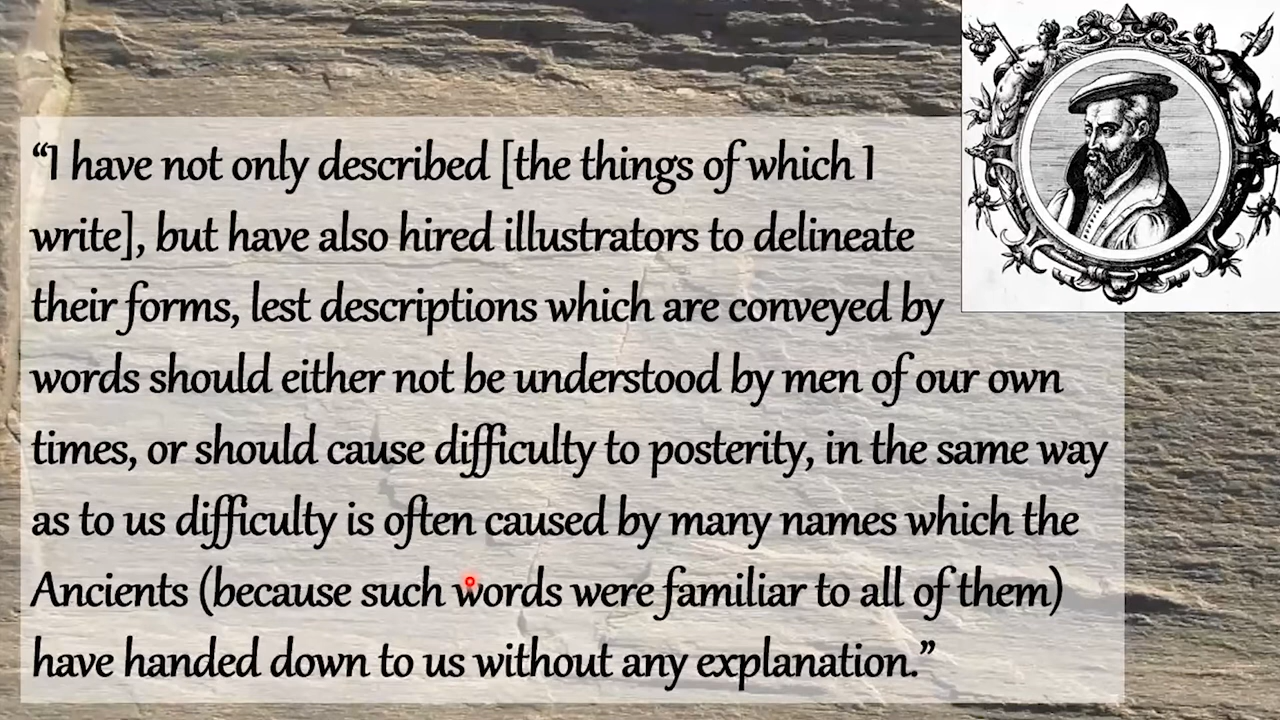 “I have not only described [the things of which I
write], but have also hired illustrators to delineate
their forms, lest descriptions which are conveyed by
words should either not be understood by men of our own
times, or should cause difficulty to posterity, in the same way
as to us difficulty is often caused by many names which the
Ancients (because such words were familiar to all of them)
have handed down to us without any explanation.”